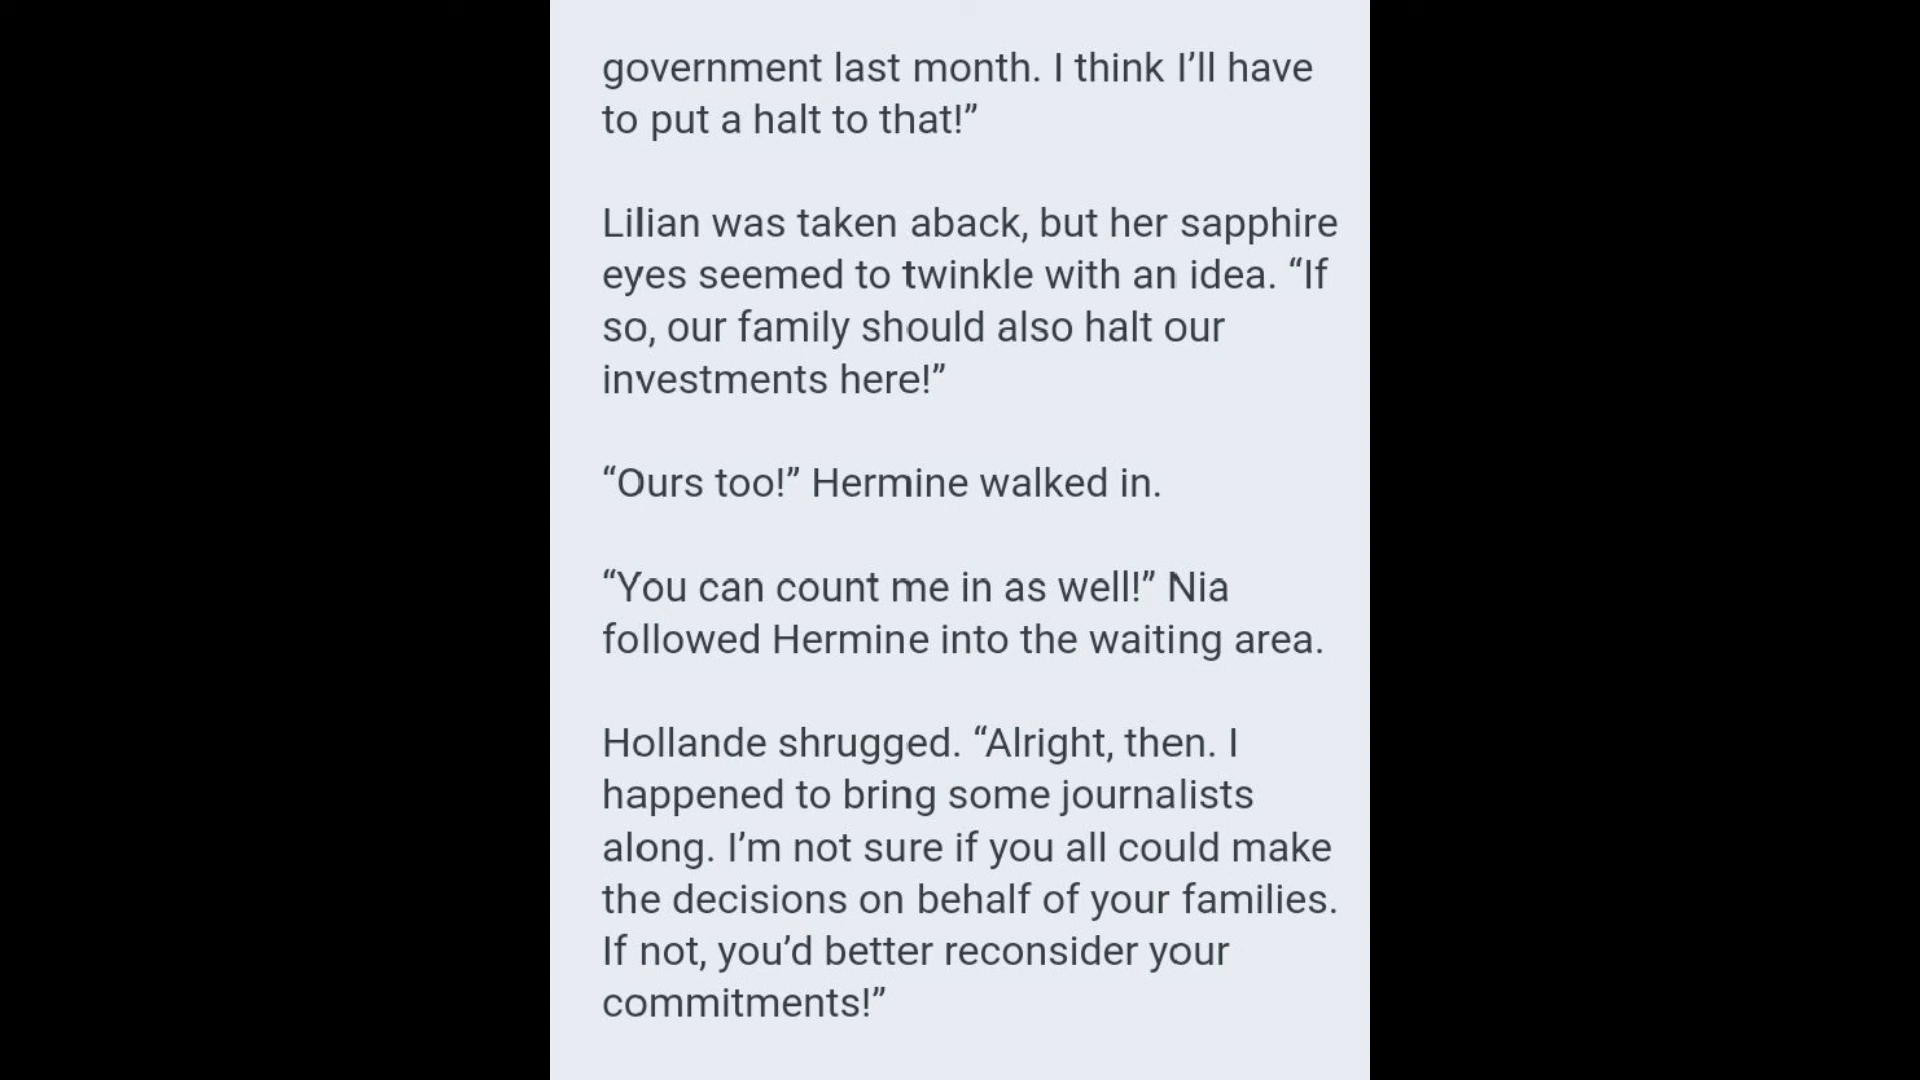 government last month. I think I’ll have
to put a halt to that!”
Lilian was taken aback, but her sapphire
eyes seemed to twinkle with an idea. “If
so, our family should also halt our
investments here!”
“Ours too!” Hermine walked in.
“You can count me in as well!” Nia
followed Hermine into the waiting area.
Hollande shrugged. “Alright, then. I
happened to bring some journalists
along. I’m not sure if you all could make
the decisions on behalf of your families.
If not, you’d better reconsider your
commitments!”